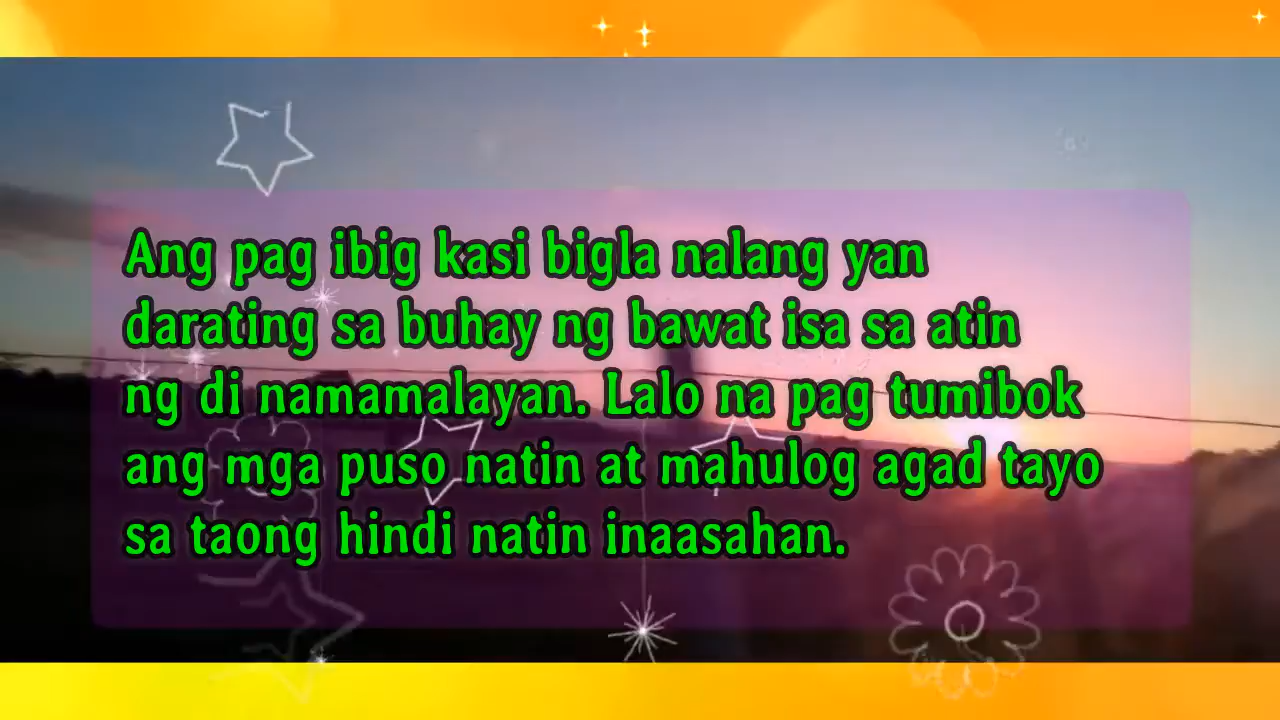 Ang pag ibig kasi bigla nalang yan
darating sa buhay ng bawat isa sa atin
ng di namamalayan. Lalo na pag tumibok
ang mga puso natin at mahulog agad tayo
sa taong hindi natin inaasahan.